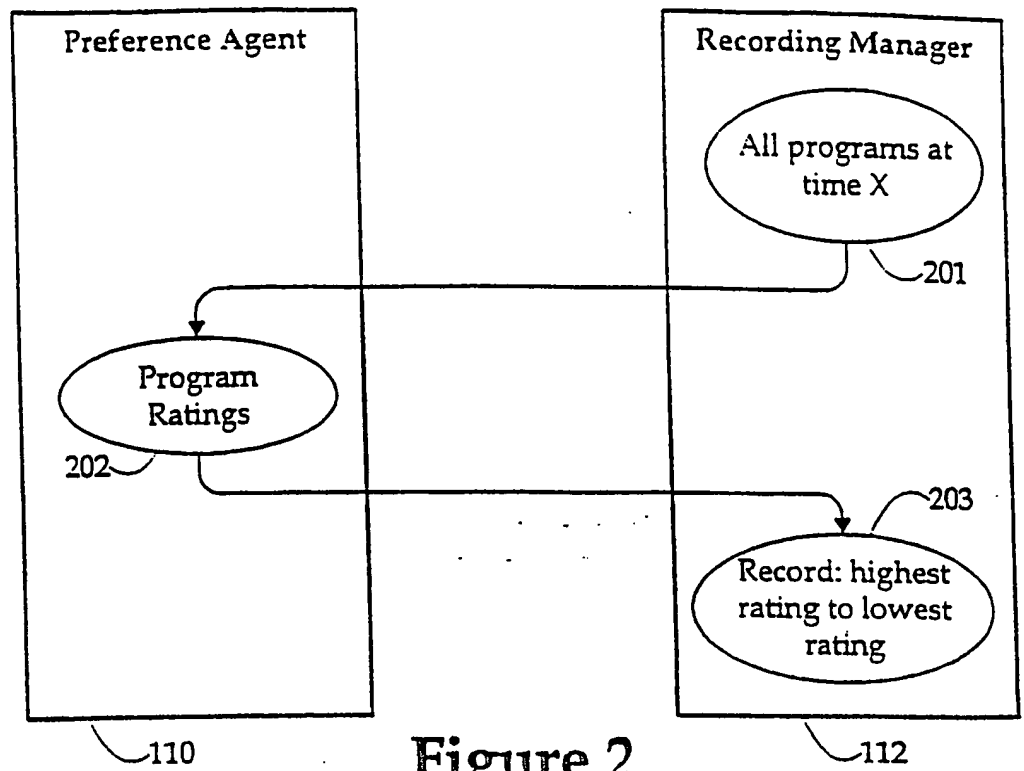 Preference Agent
Recording Manager
All programs at
time X
201
Program
Ratings
202
203
Record: highest
rating to lowest
rating
110
112
Figure 2